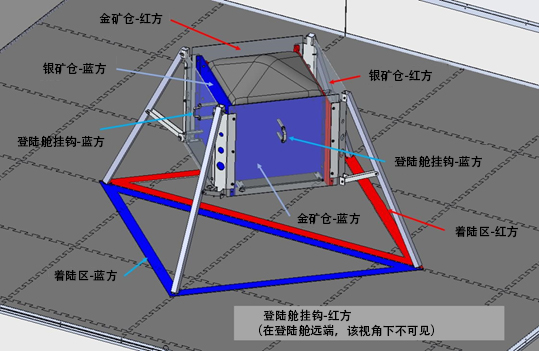 金矿仓-红方
银矿仓-蓝方
银矿仓-红方
登陆舱挂钩-蓝方
登陆舱挂钩-蓝方
金矿仓-蓝方
着陆区-红方
着陆区-蓝方
登陆舱挂钩-红方
（在登陆舱远端，该视角下不可见）